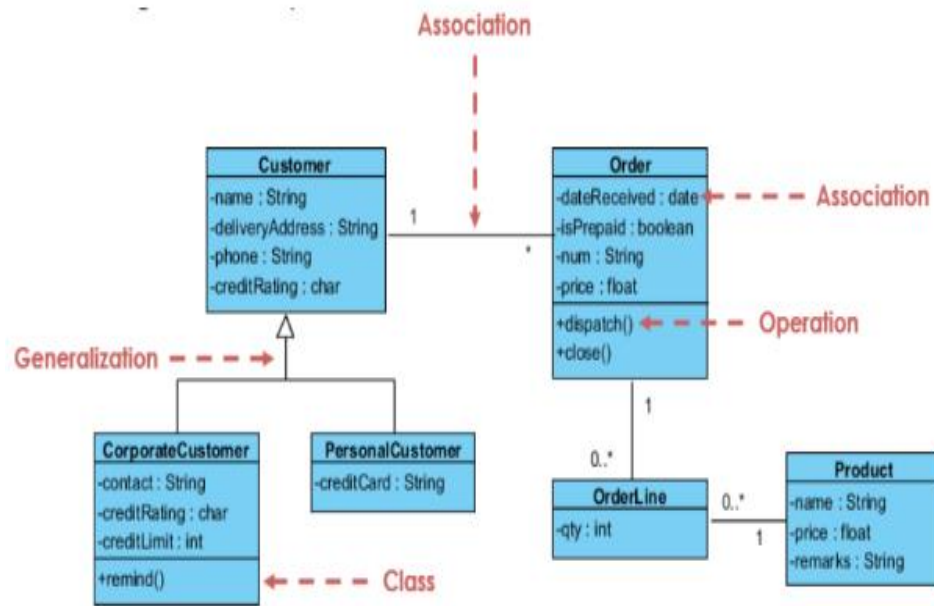 Association
Customer
-name : String
-deliveryAddress : String
-phone : String
-creditRating : char
1
*
Order
-dateReceived : date
-isPrepaid : boolean
-num : String
-price : float
+dispatch()
+close()
Association
Operation
Generalization
CorporateCustomer
-contact : String
-creditRating : char
-creditLimit : int
+remind()
Class
PersonalCustomer
-creditCard : String
1
0..*
OrderLine
-qty : int
0..*
1
Product
-name : String
-price : float
-remarks : String